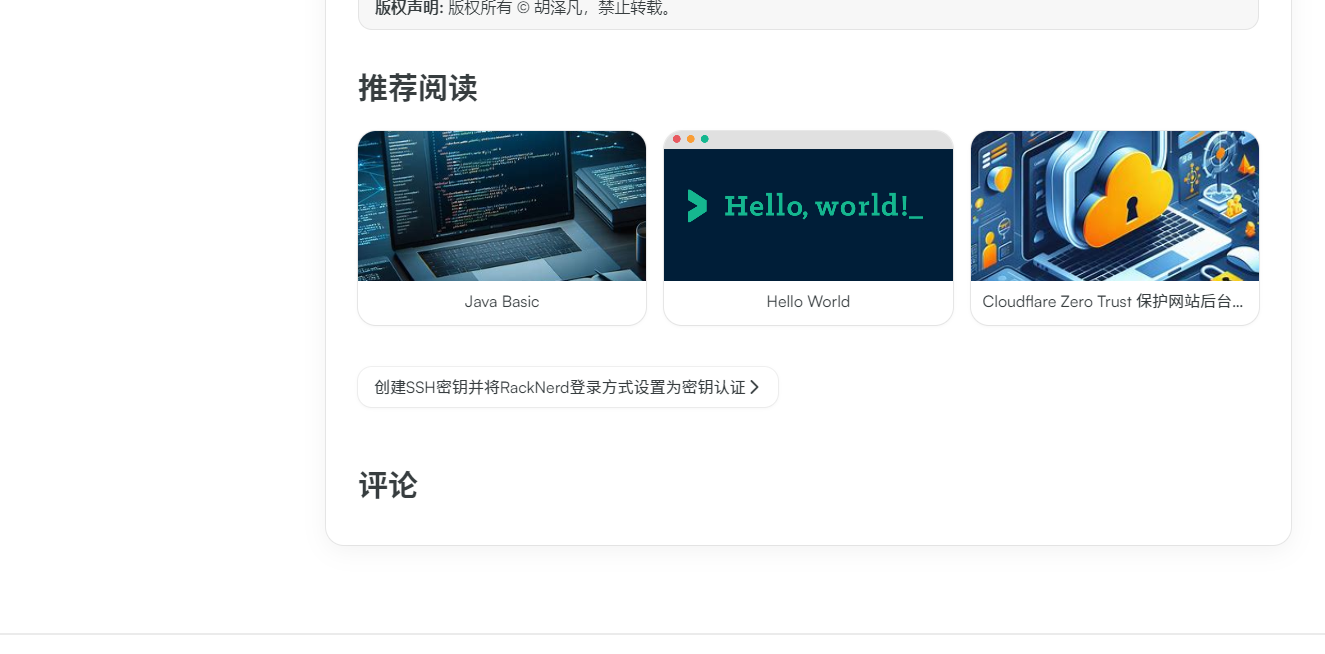 版权声明: 版权所有 © 胡泽凡，禁止转载。
推荐阅读
Hello, world!_
Java Basic
Hello World
Cloudflare Zero Trust 保护网站后台...
创建SSH密钥并将RackNerd登录方式设置为密钥认证
评论